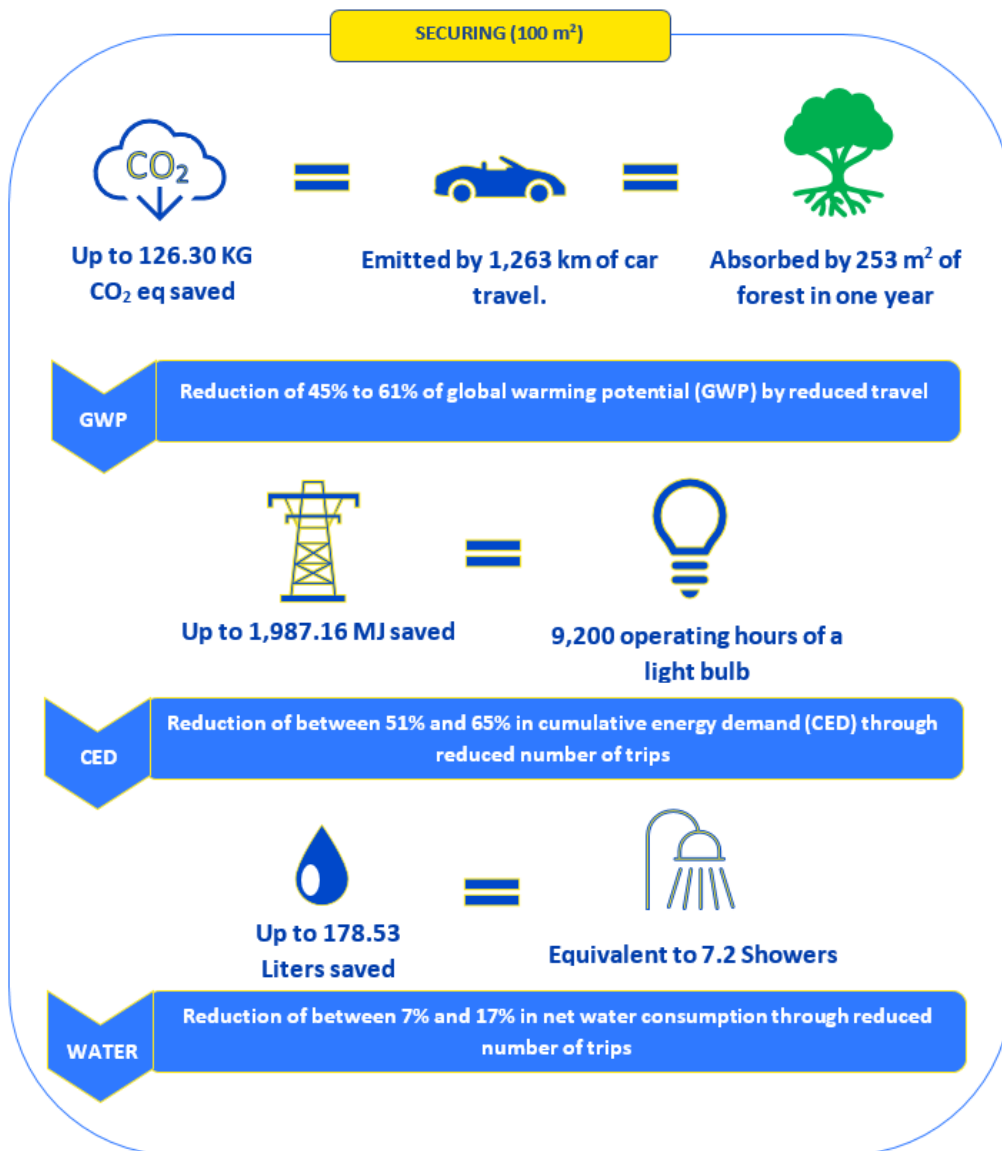 SECURING (100 m²)
CO₂
Up to 126.30 KG
CO₂ eq saved
Emitted by 1,263 km of car
travel.
Absorbed by 253 m² of
forest in one year
GWP
Reduction of 45% to 61% of global warming potential (GWP) by reduced travel
Up to 1,987.16 MJ saved
9,200 operating hours of a
light bulb
CED
Reduction of between 51% and 65% in cumulative energy demand (CED) through
reduced number of trips
Up to 178.53
Liters saved
Equivalent to 7.2 Showers
WATER
Reduction of between 7% and 17% in net water consumption through reduced
number of trips